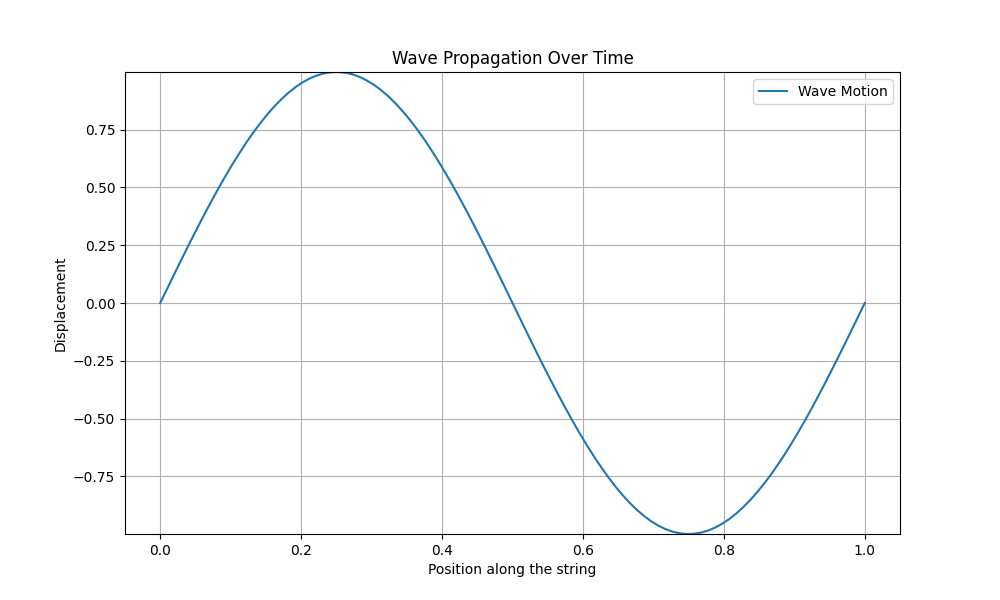 Wave Propagation Over Time
Wave Motion
0.75
0.50
0.25
0.00
−0.25
−0.50
−0.75
Displacement
0.0 0.2 0.4 0.6 0.8 1.0
Position along the string